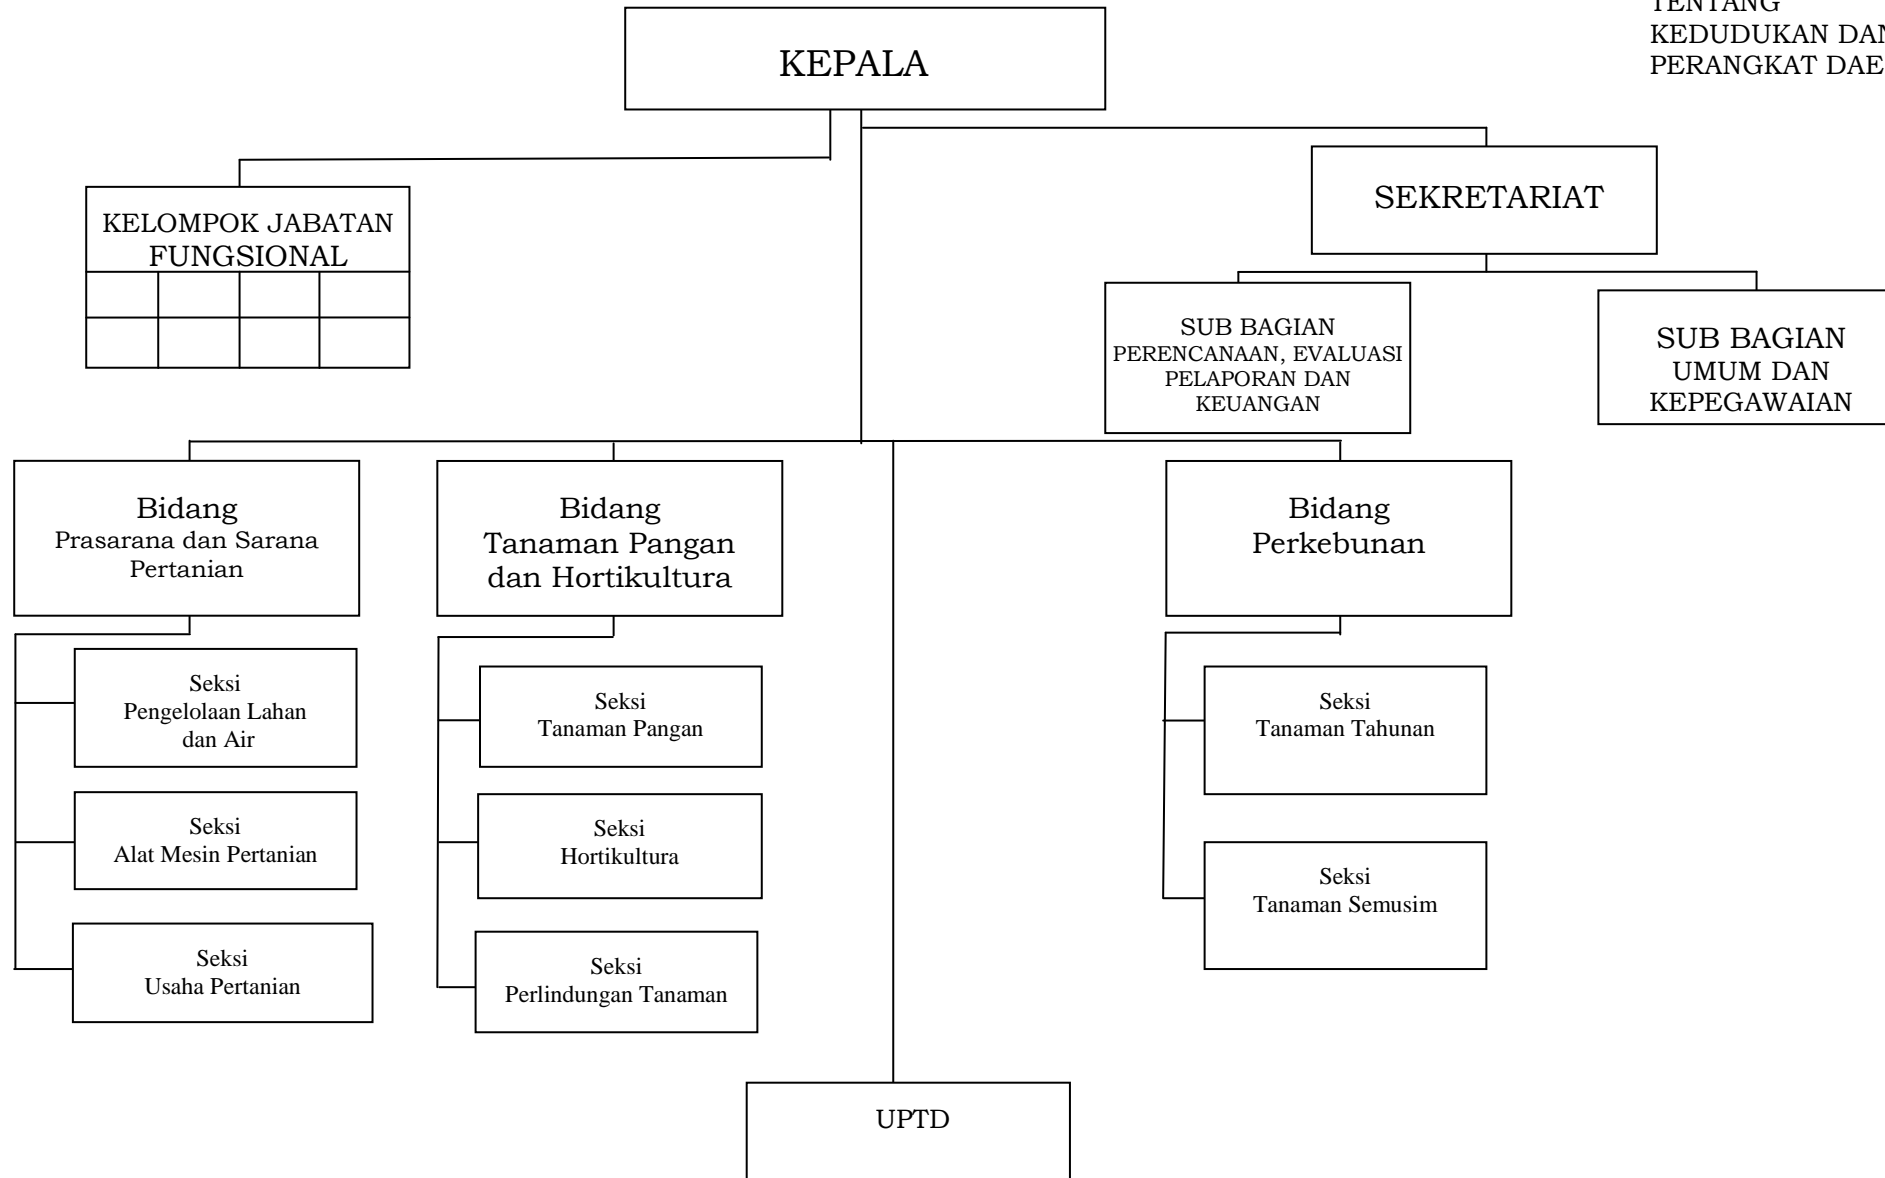 TENTANG
KEDUDUKAN DAN
PERANGKAT DAE
KEPALA
KELOMPOK JABATAN
FUNGSIONAL
SEKRETARIAT
SUB BAGIAN
PERENCANAAN, EVALUASI
PELAPORAN DAN
KEUANGAN
SUB BAGIAN
UMUM DAN
KEPEGAWAIAN
Bidang
Prasarana dan Sarana
Pertanian
Bidang
Tanaman Pangan
dan Hortikultura
Bidang
Perkebunan
Seksi
Pengelolaan Lahan
dan Air
Seksi
Alat Mesin Pertanian
Seksi
Usaha Pertanian
Seksi
Tanaman Pangan
Seksi
Hortikultura
Seksi
Perlindungan Tanaman
Seksi
Tanaman Tahunan
Seksi
Tanaman Semusim
UPTD